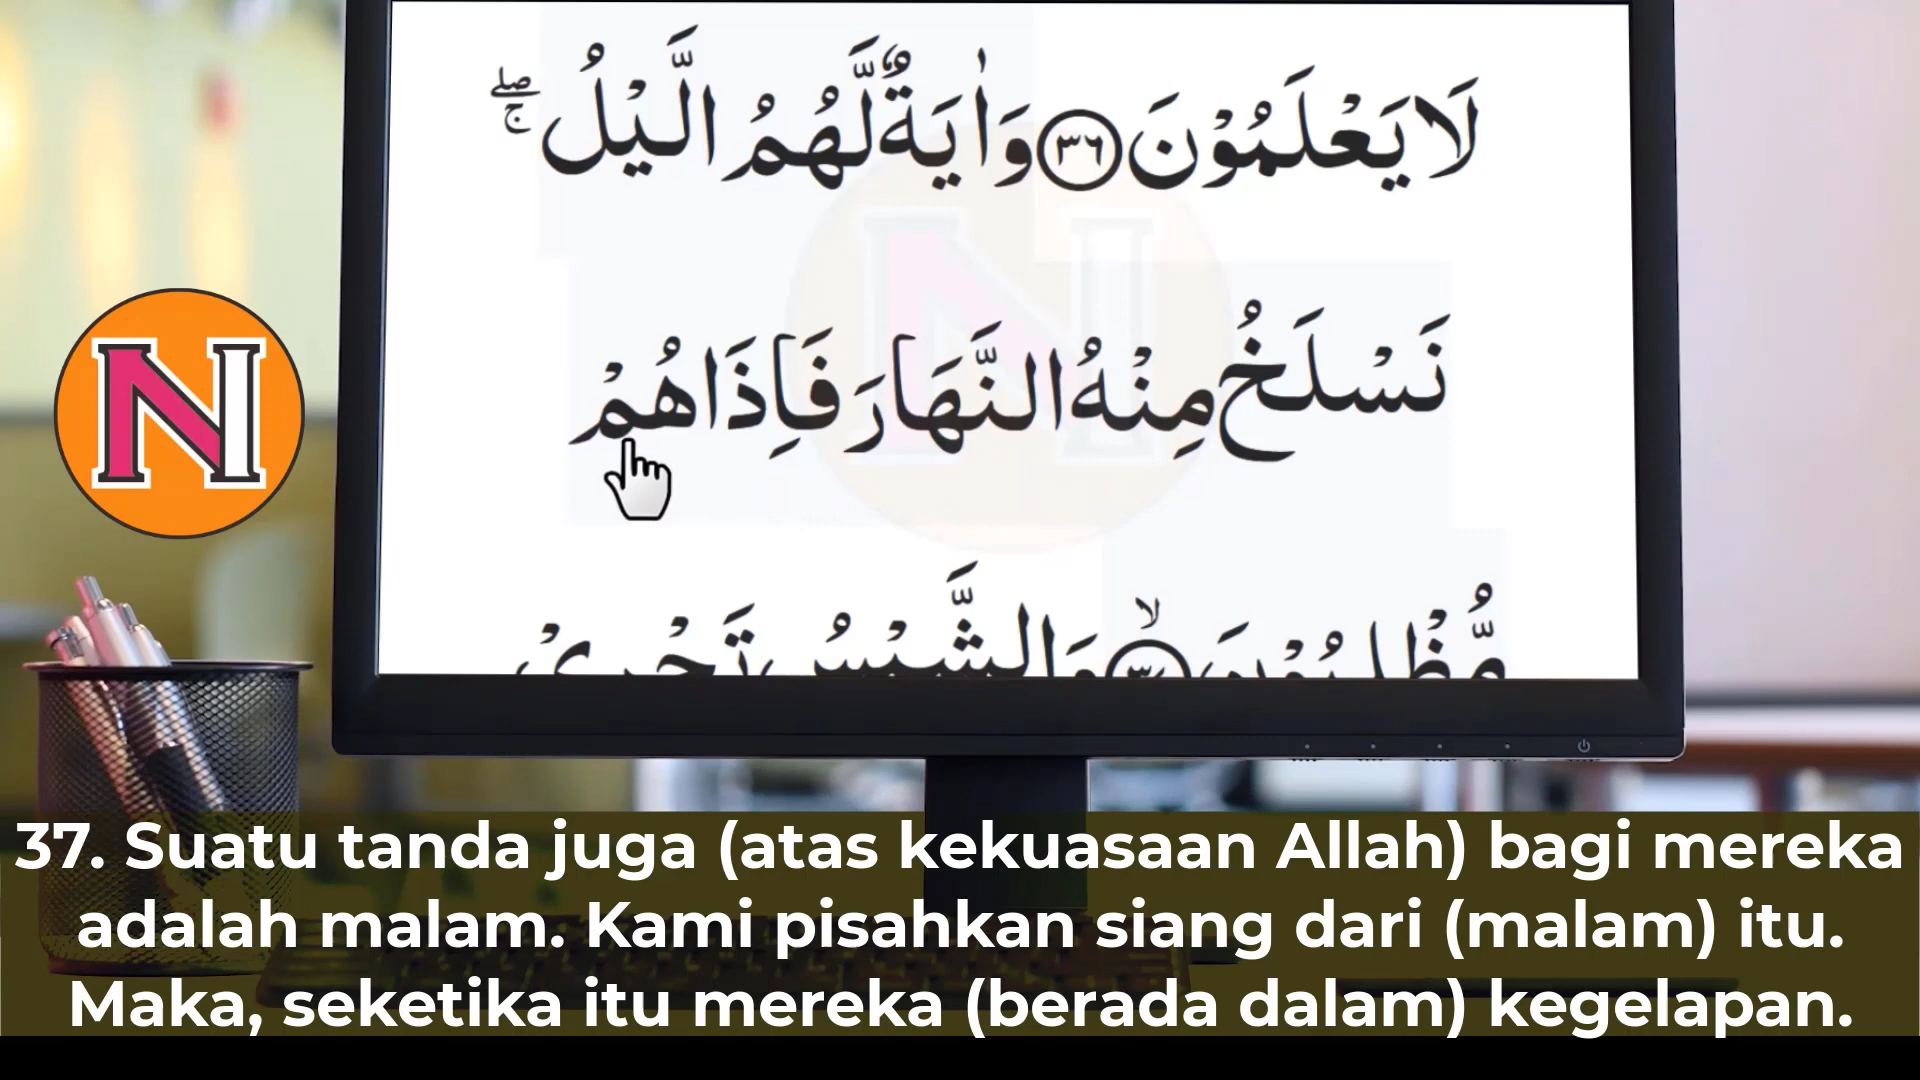 لَا يَعْلَمُوْنَ ٣٦ وَاٰيَةٌ لَّهُمُ الَّيْلُ ۖۚ
نَسْلَخُ مِنْهُ النَّهَارَ فَاِذَا هُمْ
مُّظْلِمُوْنَ ۙ وَالشَّمْسُ تَجْرِيْ
N
37. Suatu tanda juga (atas kekuasaan Allah) bagi mereka
adalah malam. Kami pisahkan siang dari (malam) itu.
Maka, seketika itu mereka (berada dalam) kegelapan.